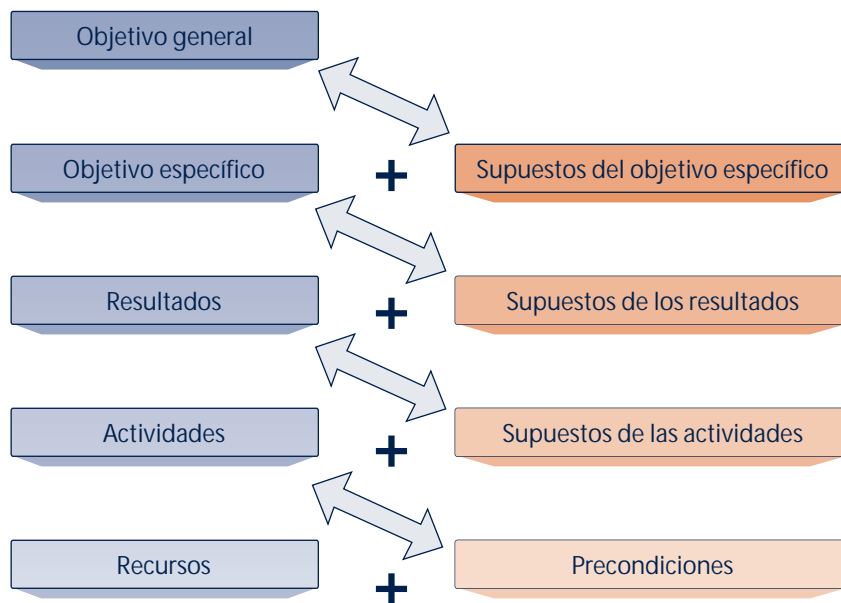 Objetivo general
Objetivo específico
+
Supuestos del objetivo específico
Resultados
+
Supuestos de los resultados
Actividades
+
Supuestos de las actividades
Recursos
+
Precondiciones